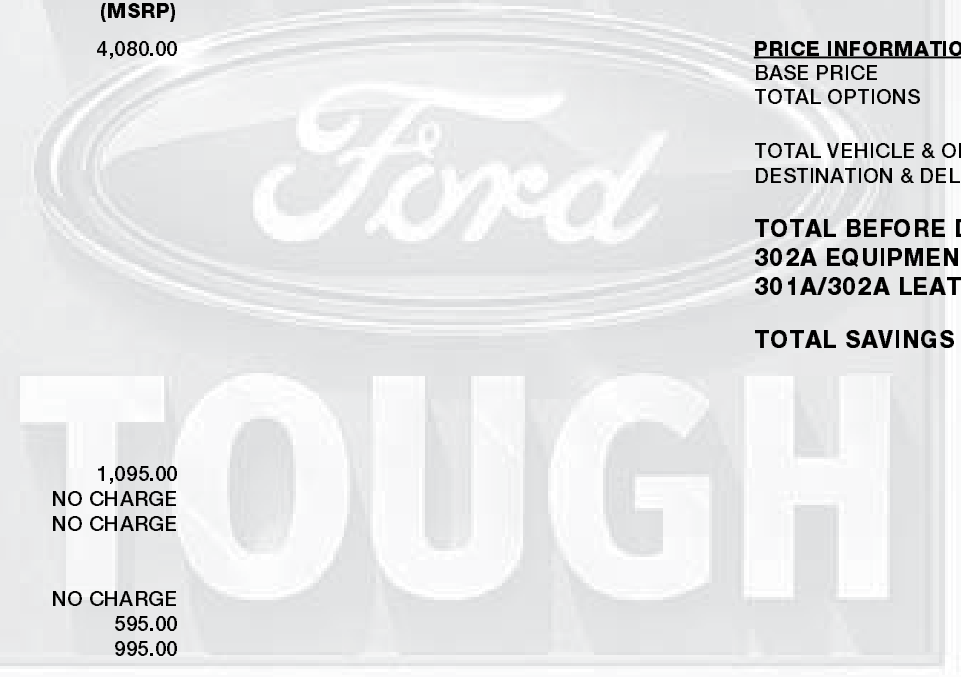 (MSRP)
4,080.00
1,095.00
NO CHARGE
NO CHARGE
NO CHARGE
595.00
995.00
Ford
TOUGH
PRICE INFORMATIO
BASE PRICE
TOTAL OPTIONS
TOTAL VEHICLE & O
DESTINATION & DEL
TOTAL BEFORE D
302A EQUIPMEN
301A/302A LEAT
TOTAL SAVINGS